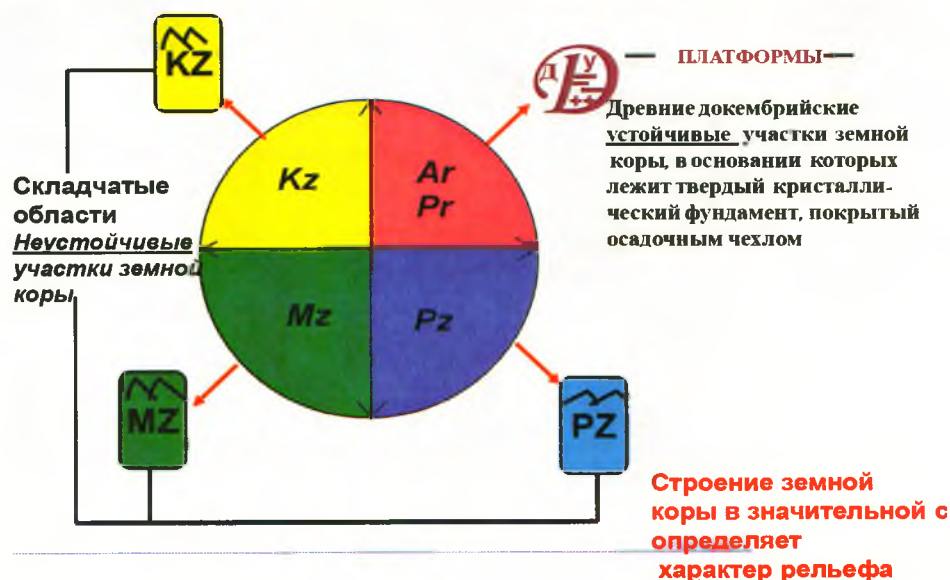 KZ
ПЛАТФОРМЫ
Д У
++
Древние докембрийские
устойчивые участки земной
коры, в основании которых
лежит твердый кристалли-
ческий фундамент, покрытый
осадочным чехлом
Kz
Ar
Pr
Складчатые
области
Неустойчивые
участки земной
коры
Mz
Pz
MZ
PZ
Строение земной
коры в значительной с
определяет
характер рельефа